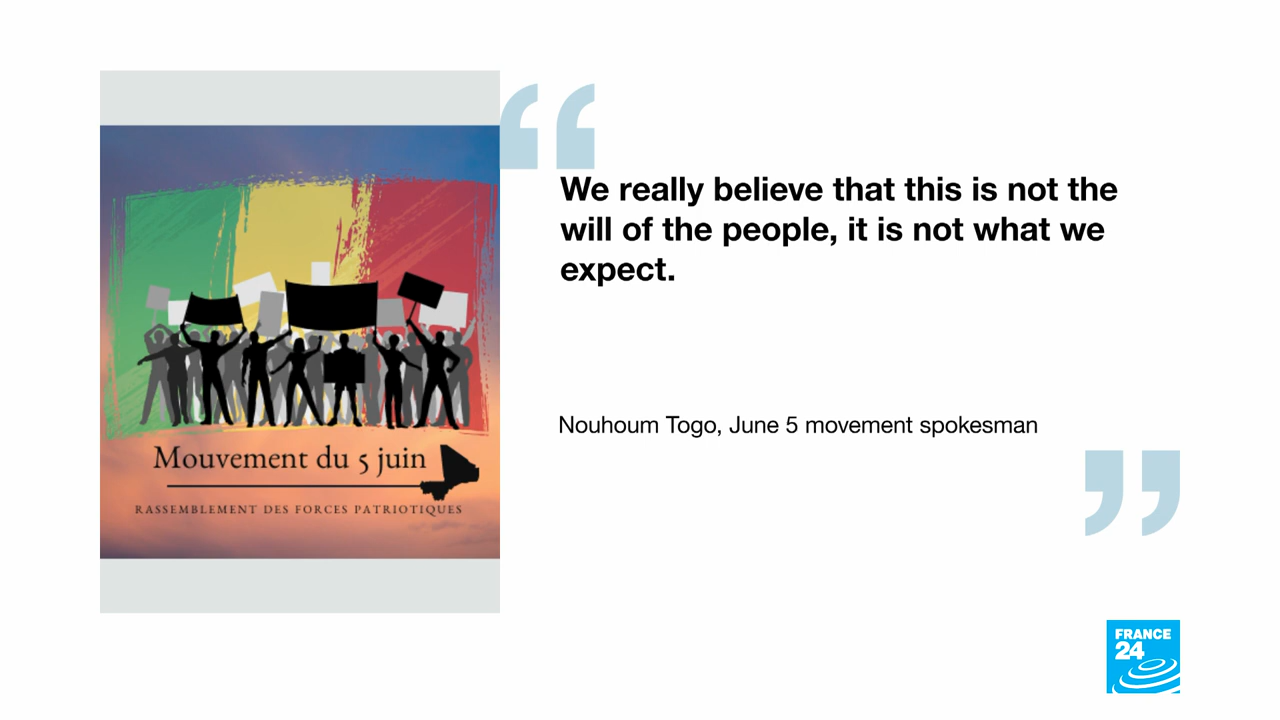 We really believe that this is not the
will of the people, it is not what we
expect.
Nouhoum Togo, June 5 movement spokesman
Mouvement du 5 juin
RASSEMBLEMENT DES FORCES PATRIOTIQUES
FRANCE
24